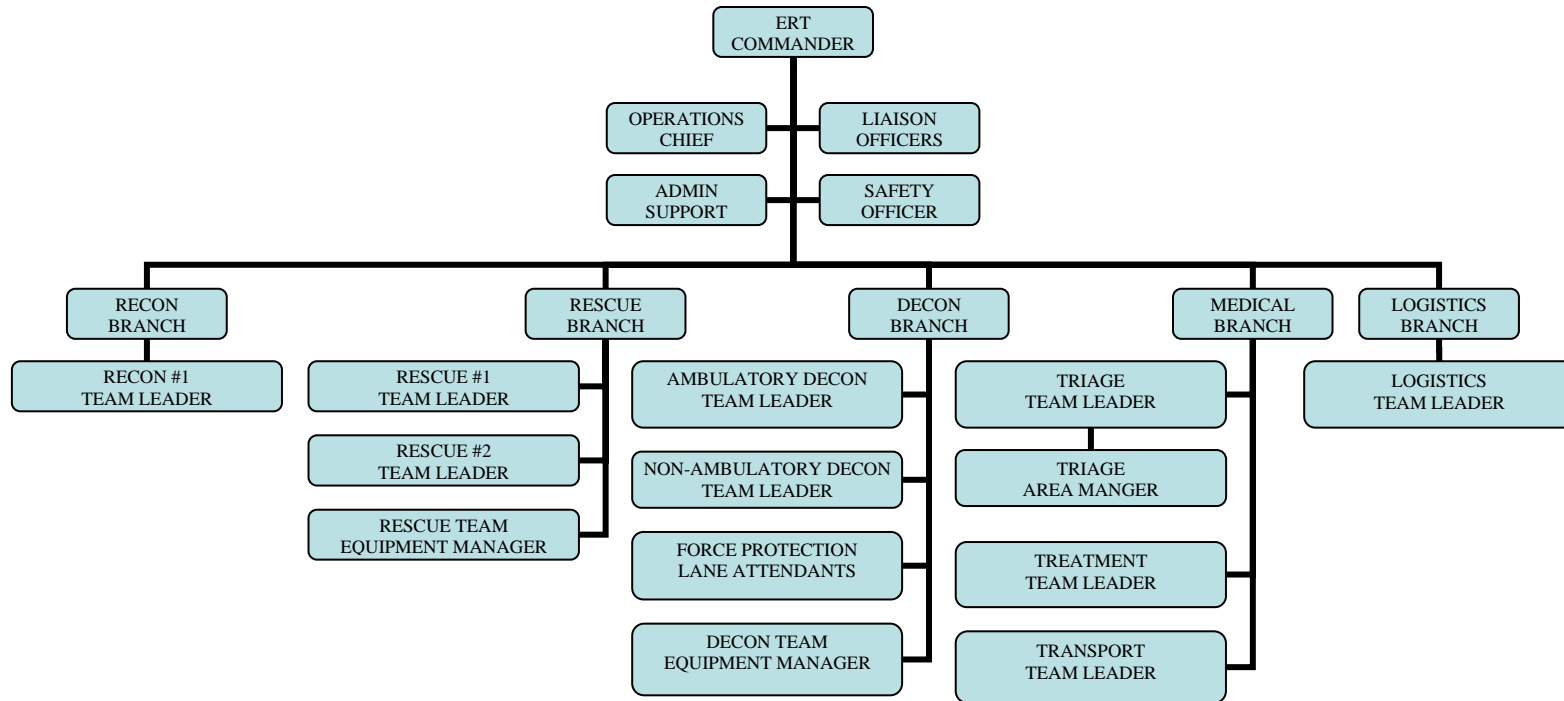 ERT
COMMANDER
OPERATIONS
CHIEF
LIAISON
OFFICERS
ADMIN
SUPPORT
SAFETY
OFFICER
RECON
BRANCH
RESCUE
BRANCH
DECON
BRANCH
MEDICAL
BRANCH
LOGISTICS
BRANCH
RECON #1
TEAM LEADER
RESCUE #1
TEAM LEADER
RESCUE #2
TEAM LEADER
RESCUE TEAM
EQUIPMENT MANAGER
AMBULATORY DECON
TEAM LEADER
NON-AMBULATORY DECON
TEAM LEADER
FORCE PROTECTION
LANE ATTENDANTS
DECON TEAM
EQUIPMENT MANAGER
TRIAGE
TEAM LEADER
TRIAGE
AREA MANGER
TREATMENT
TEAM LEADER
TRANSPORT
TEAM LEADER
LOGISTICS
TEAM LEADER